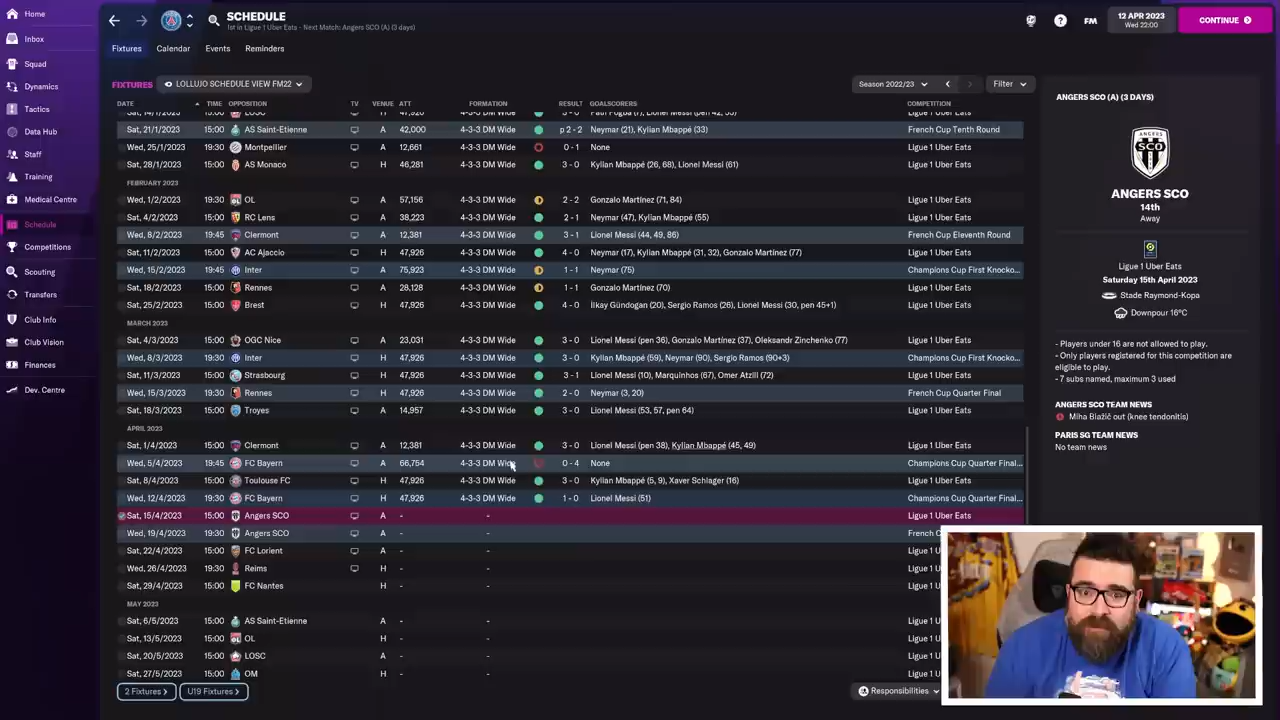 Home
Inbox
Squad
Dynamics
Tactics
Data Hub
Staff
Training
Medical Centre
Schedule
Competitions
Scouting
Transfers
Club Info
Club Vision
Finances
Dev. Centre
SCHEDULE
1st in Ligue 1 Uber Eats - Next Match: Angers SCO (A) (3 days)
FM
12 APR 2023
Wed 22:00
CONTINUE
Fixtures Calendar Events Reminders
FIXTURES LOLLUJO SCHEDULE VIEW FM22 Season 2022/23 Filter
DATE TIME OPPOSITION TV VENUE ATT FORMATION RESULT GOALSCORERS COMPETITION
Sat, 21/1/2023 15:00 AS Saint-Etienne A 42,000 4-3-3 DM Wide p 2 - 2 Neymar (21), Kylian Mbappé (33) French Cup Tenth Round
Wed, 25/1/2023 19:30 Montpellier A 12,661 4-3-3 DM Wide 0 - 1 None Ligue 1 Uber Eats
Sat, 28/1/2023 15:00 AS Monaco H 46,281 4-3-3 DM Wide 3 - 0 Kylian Mbappé (26, 68), Lionel Messi (61) Ligue 1 Uber Eats
FEBRUARY 2023
Wed, 1/2/2023 19:30 OL A 57,156 4-3-3 DM Wide 2 - 2 Gonzalo Martínez (71, 84) Ligue 1 Uber Eats
Sat, 4/2/2023 15:00 RC Lens A 38,223 4-3-3 DM Wide 2 - 1 Neymar (47), Kylian Mbappé (55) Ligue 1 Uber Eats
Wed, 8/2/2023 19:45 Clermont A 12,381 4-3-3 DM Wide 3 - 1 Lionel Messi (44, 49, 86) French Cup Eleventh Round
Sat, 11/2/2023 15:00 AC Ajaccio H 47,926 4-3-3 DM Wide 4 - 0 Neymar (17), Kylian Mbappé (31, 32), Gonzalo Martínez (77) Ligue 1 Uber Eats
Wed, 15/2/2023 19:45 Inter A 75,923 4-3-3 DM Wide 1 - 1 Neymar (75) Champions Cup First Knocko...
Sat, 18/2/2023 15:00 Rennes A 28,128 4-3-3 DM Wide 1 - 1 Gonzalo Martínez (70) Ligue 1 Uber Eats
Sat, 25/2/2023 15:00 Brest H 47,926 4-3-3 DM Wide 4 - 0 İlkay Gündogan (20), Sergio Ramos (26), Lionel Messi (30, pen 45+1) Ligue 1 Uber Eats
MARCH 2023
Sat, 4/3/2023 15:00 OGC Nice A 23,031 4-3-3 DM Wide 3 - 0 Lionel Messi (pen 36), Gonzalo Martínez (37), Oleksandr Zinchenko (77) Ligue 1 Uber Eats
Wed, 8/3/2023 19:30 Inter H 47,926 4-3-3 DM Wide 3 - 0 Kylian Mbappé (59), Neymar (90), Sergio Ramos (90+3) Champions Cup First Knocko...
Sat, 11/3/2023 15:00 Strasbourg H 47,926 4-3-3 DM Wide 3 - 1 Lionel Messi (10), Marquinhos (67), Omer Atzili (72) Ligue 1 Uber Eats
Wed, 15/3/2023 19:30 Rennes H 47,926 4-3-3 DM Wide 2 - 0 Neymar (3, 20) French Cup Quarter Final
Sat, 18/3/2023 15:00 Troyes A 14,957 4-3-3 DM Wide 3 - 0 Lionel Messi (53, 57, pen 64) Ligue 1 Uber Eats
APRIL 2023
Sat, 1/4/2023 15:00 Clermont A 12,381 4-3-3 DM Wide 3 - 0 Lionel Messi (pen 38), Kylian Mbappé (45, 49) Ligue 1 Uber Eats
Wed, 5/4/2023 19:45 FC Bayern A 66,754 4-3-3 DM Wide 0 - 4 None Champions Cup Quarter Final...
Sat, 8/4/2023 15:00 Toulouse FC H 47,926 4-3-3 DM Wide 3 - 0 Kylian Mbappé (5, 9), Xaver Schlager (16) Ligue 1 Uber Eats
Wed, 12/4/2023 19:30 FC Bayern H 47,926 4-3-3 DM Wide 1 - 0 Lionel Messi (51) Champions Cup Quarter Final...
Sat, 15/4/2023 15:00 Angers SCO A - - Ligue 1 Uber Eats
Wed, 19/4/2023 19:30 Angers SCO A - - French C
Sat, 22/4/2023 15:00 FC Lorient A - - Ligue 1 U
Wed, 26/4/2023 19:30 Reims H - - Ligue 1 U
Sat, 29/4/2023 15:00 FC Nantes H - - Ligue 1 U
MAY 2023
Sat, 6/5/2023 15:00 AS Saint-Etienne A - - Ligue 1 U
Sat, 13/5/2023 15:00 OL H - - Ligue 1 U
Sat, 20/5/2023 15:00 LOSC A - - Ligue 1 U
Sat, 27/5/2023 15:00 OM H - - Ligue 1 U
2 Fixtures > U19 Fixtures > Responsibilities
ANGERS SCO (A) (3 DAYS)
ANGERS SCO
ANGERS SCO
14th
Away
Ligue 1 Uber Eats
Saturday 15th April 2023
Stade Raymond-Kopa
Downpour 16°C
- Players under 16 are not allowed to play.
- Only players registered for this competition are
eligible to play.
- 7 subs named, maximum 3 used
ANGERS SCO TEAM NEWS
Miha Blažič out (knee tendonitis)
PARIS SG TEAM NEWS
No team news